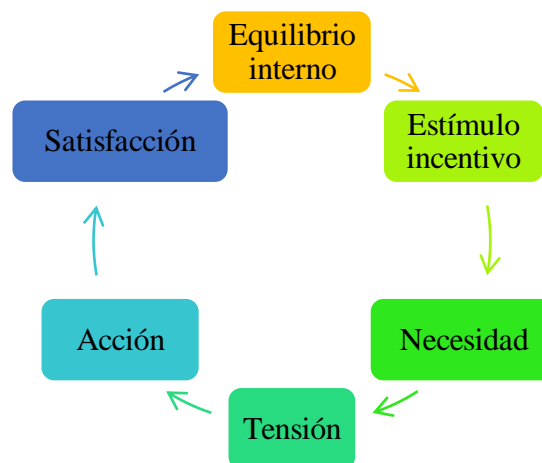 Equilibrio
interno
Estímulo
incentivo
Necesidad
Tensión
Acción
Satisfacción